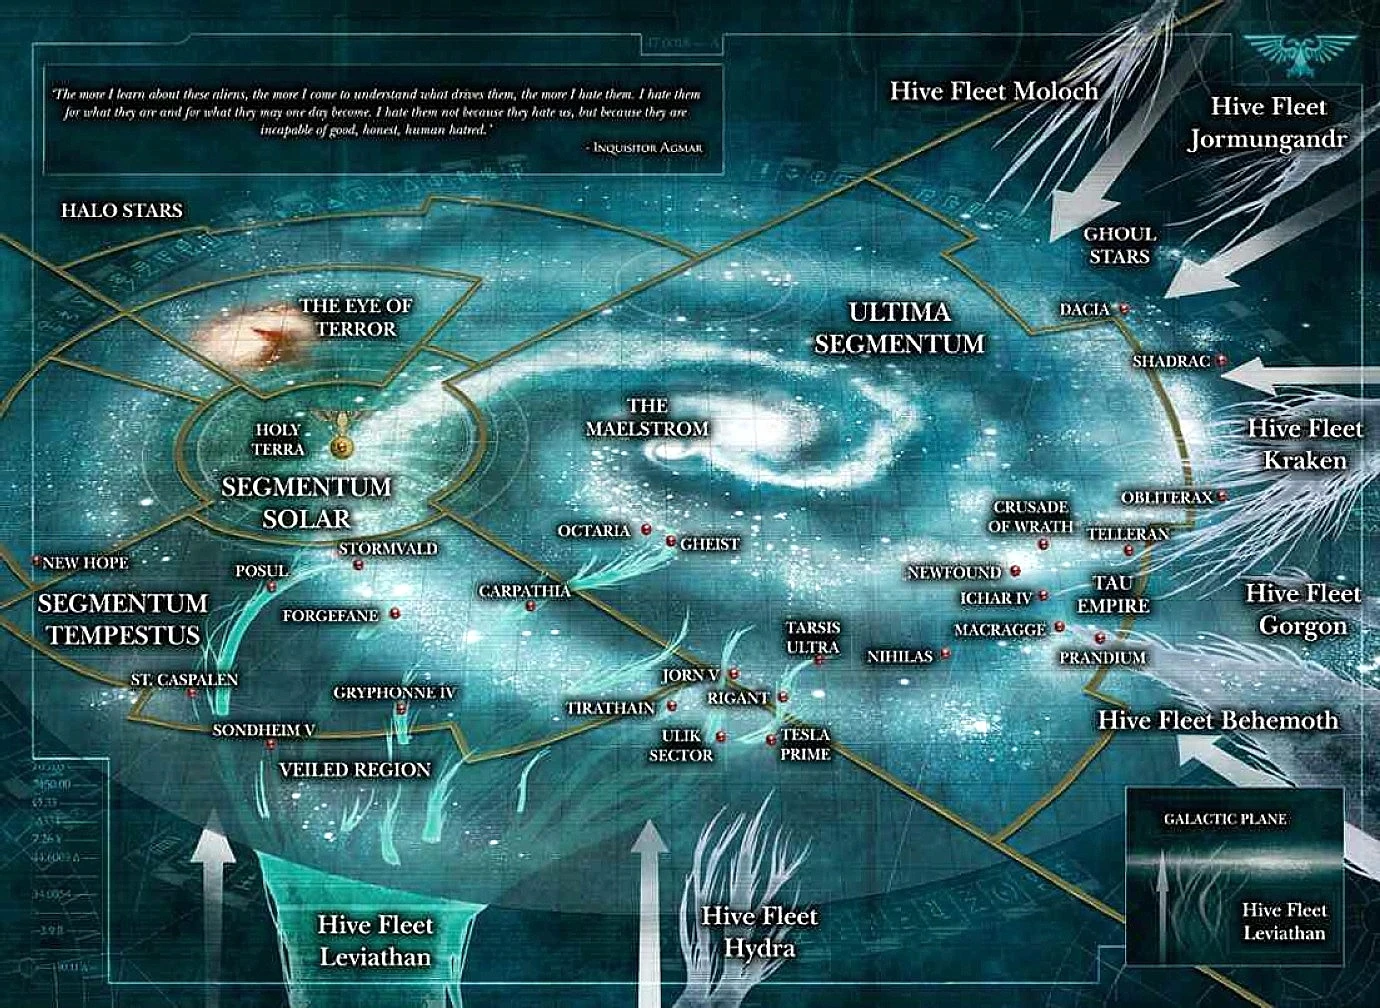 'The more I learn about these aliens, the more I come to understand what drives them, the more I hate them. I hate them
for what they are and for what they may one day become. I hate them not because they hate us, but because they are
incapable of good, honest, human hatred.'
- Inquisitor Agmar
Hive Fleet Moloch
Hive Fleet
Jormungandr
HALO STARS
GHOUL
STARS
THE EYE OF
TERROR
ULTIMA
SEGMENTUM
DACIA
SHADRAC
THE
MAELSTROM
HOLY
TERRA
Hive Fleet
Kraken
SEGMENTUM
SOLAR
OBLITERAX
CRUSADE
OF WRATH
TELLERAN
OCTARIA
GHEIST
STORMVALD
NEW HOPE
POSUL
NEWFOUND
CARPATHIA
TAU
EMPIRE
ICHAR IV
Hive Fleet
Gorgon
SEGMENTUM
TEMPESTUS
FORGEFANE
MACRAGGE
TARSIS
ULTRA
NIHILAS
PRANDIUM
ST. CASPALEN
JORN V
GRYPHONNE IV
RIGANT
TIRATHAIN
Hive Fleet Behemoth
SONDHEIM V
ULIK
SECTOR
TESLA
PRIME
VEILED REGION
GALACTIC PLANE
Hive Fleet
Leviathan
Hive Fleet
Leviathan
Hive Fleet
Hydra